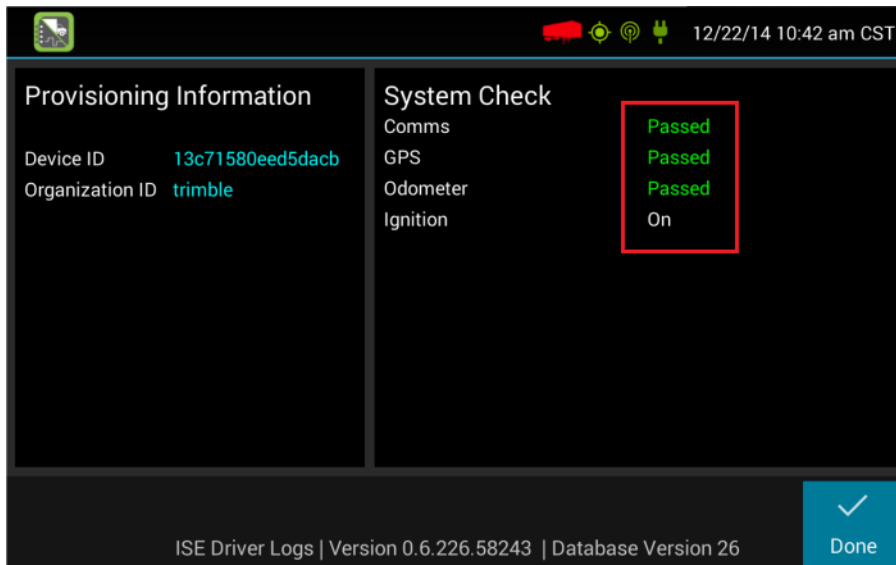 12/22/14 10:42 am CST
Provisioning Information
Device ID 13c71580eed5dacb
Organization ID trimble
System Check
Comms Passed
GPS Passed
Odometer Passed
Ignition On
ISE Driver Logs | Version 0.6.226.58243 | Database Version 26
Done